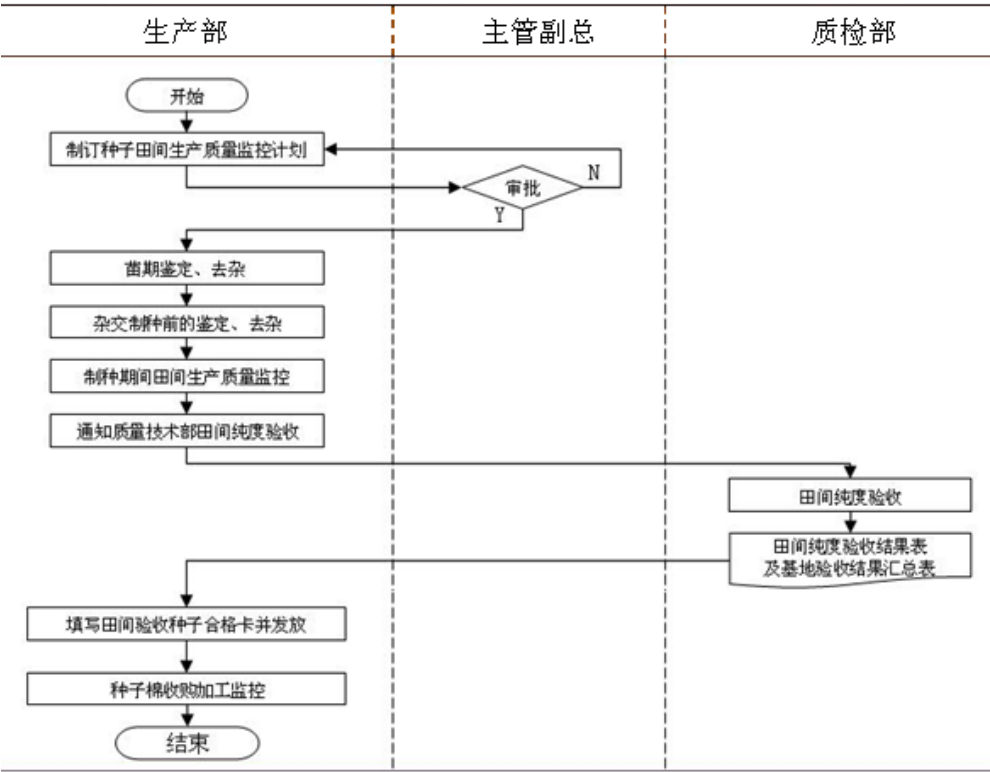 生产部
主管副总
质检部
开始
制订种子田间生产质量监控计划
审批
N
Y
苗期鉴定、去杂
杂交制种前的鉴定、去杂
制种期间田间生产质量监控
通知质量技术部田间纯度验收
田间纯度验收
田间纯度验收结果表
及基地验收结果汇总表
填写田间验收种子合格卡并发放
种子棉收购加工监控
结束